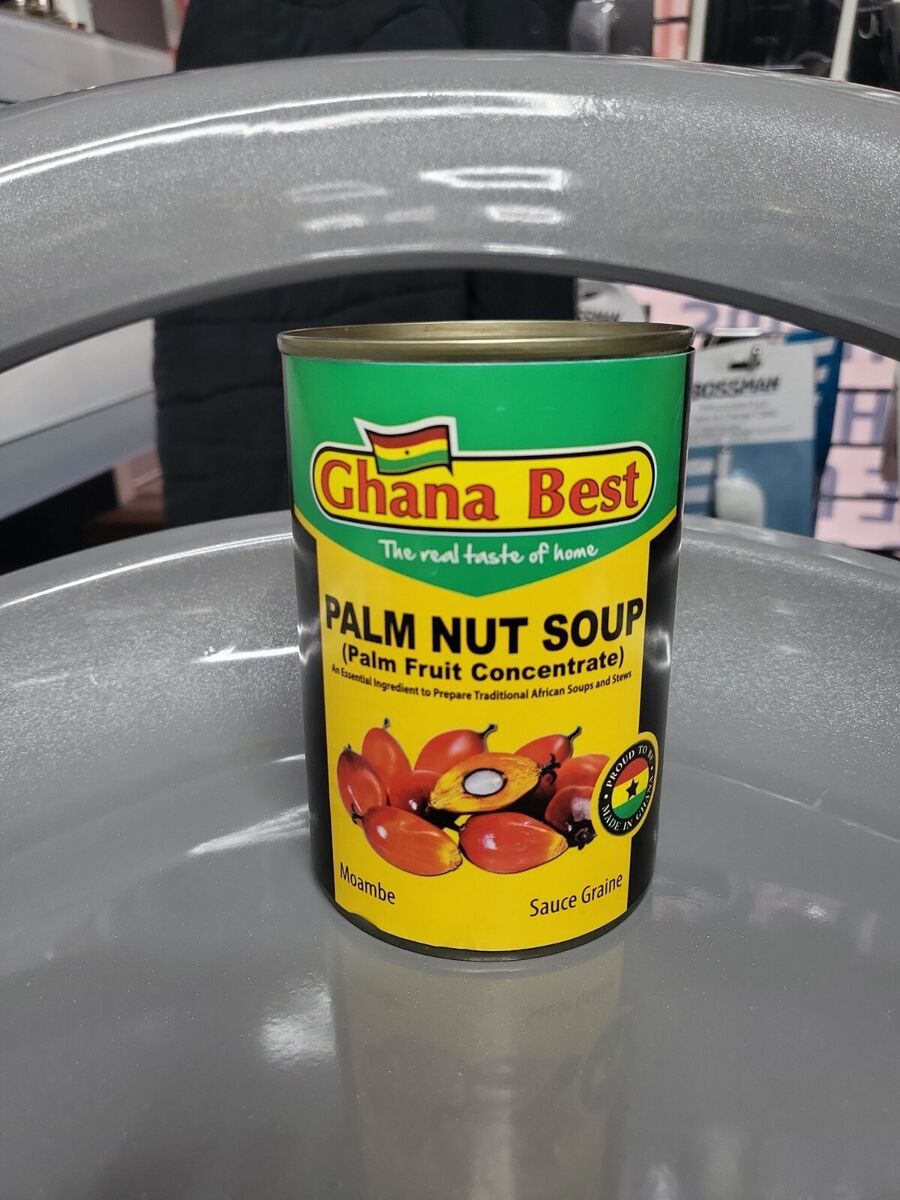 Ghana Best
The real taste of home
PALM NUT SOUP
(Palm Fruit Concentrate)
An Essential Ingredient to Prepare Traditional African Soups and Stews
PROUD TO BE
MADE IN GHANA
Moambe
Sauce Graine
BOSSMAN